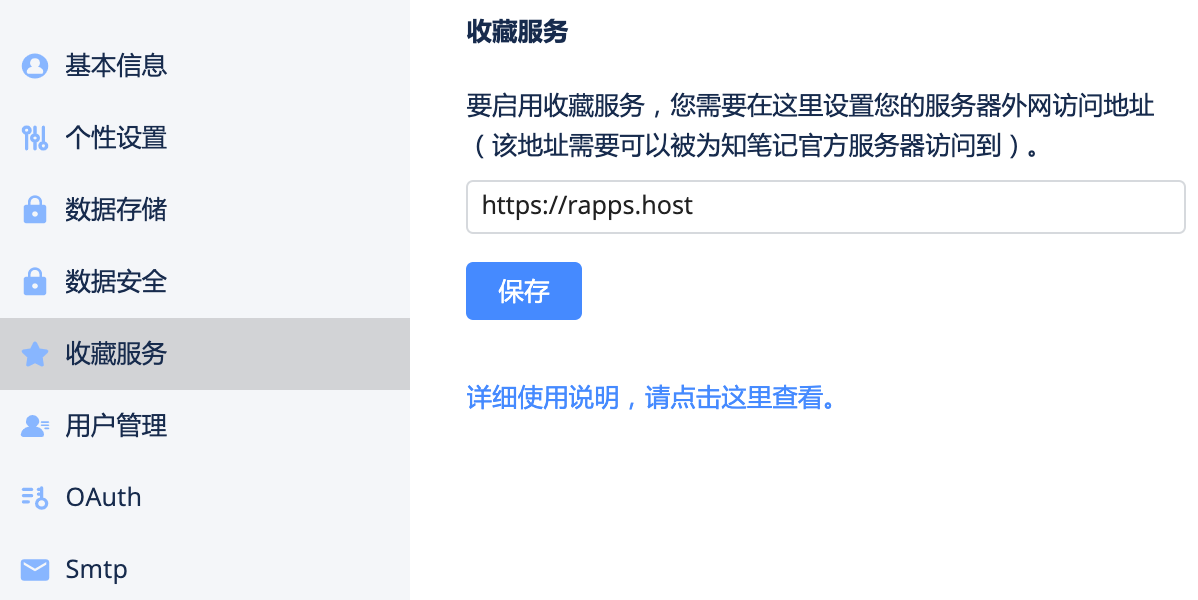 基本信息
个性设置
数据存储
数据安全
收藏服务
用户管理
OAuth
Smtp
收藏服务
要启用收藏服务，您需要在这里设置您的服务器外网访问地址
（该地址需要可以被为知笔记官方服务器访问到）。
https://rapps.host
保存
详细使用说明，请点击这里查看。